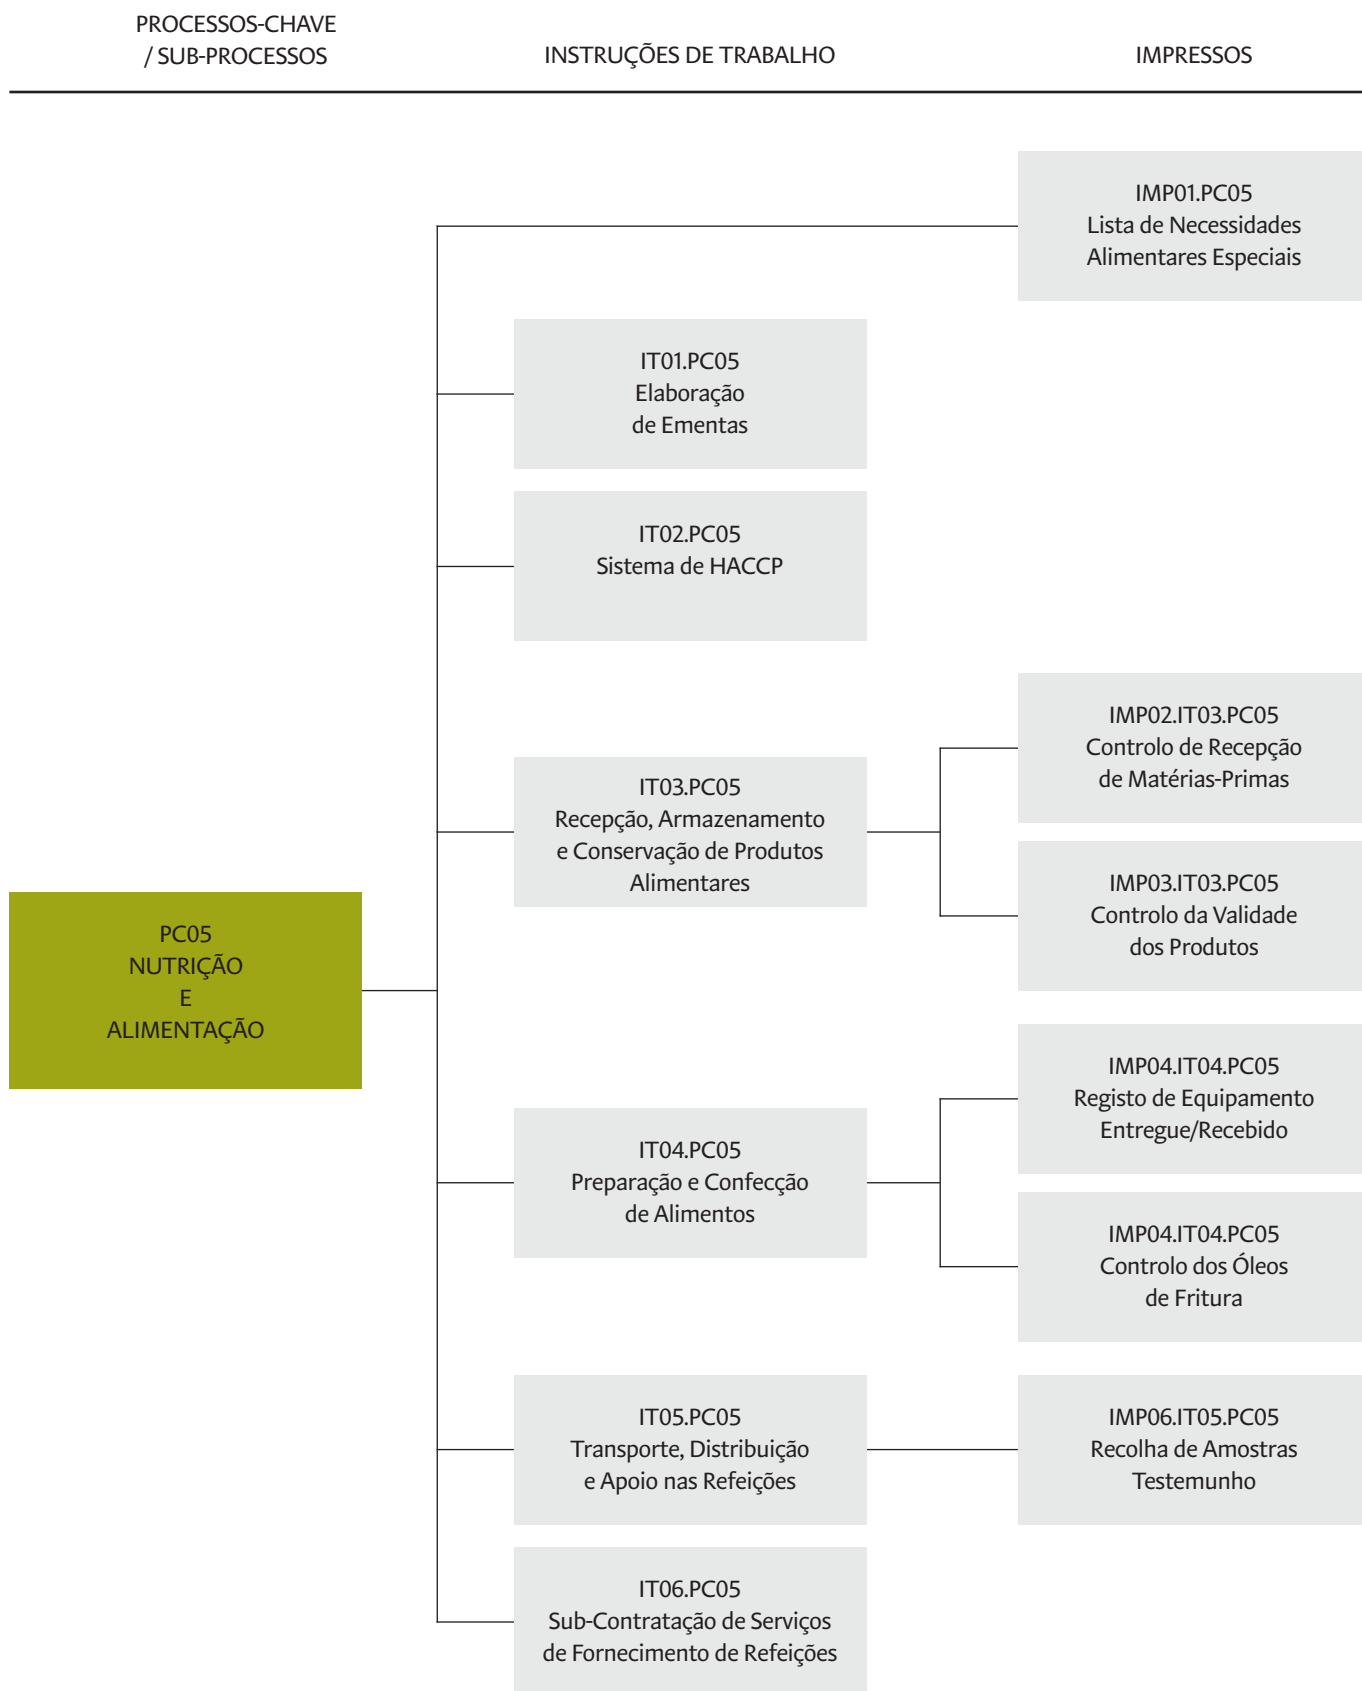 PROCESSOS-CHAVE
/ SUB-PROCESSOS
INSTRUÇÕES DE TRABALHO
IMPRESSOS
IMP01.PC05
Lista de Necessidades
Alimentares Especiais
IT01.PC05
Elaboração
de Ementas
IT02.PC05
Sistema de HACCP
IT03.PC05
Recepção, Armazenamento
e Conservação de Produtos
Alimentares
IMP02.IT03.PC05
Controlo de Recepção
de Matérias-Primas
IMP03.IT03.PC05
Controlo da Validade
dos Produtos
PC05
NUTRIÇÃO
E
ALIMENTAÇÃO
IT04.PC05
Preparação e Confecção
de Alimentos
IMP04.IT04.PC05
Registo de Equipamento
Entregue/Recebido
IMP04.IT04.PC05
Controlo dos Óleos
de Fritura
IT05.PC05
Transporte, Distribuição
e Apoio nas Refeições
IMP06.IT05.PC05
Recolha de Amostras
Testemunho
IT06.PC05
Sub-Contratação de Serviços
de Fornecimento de Refeições